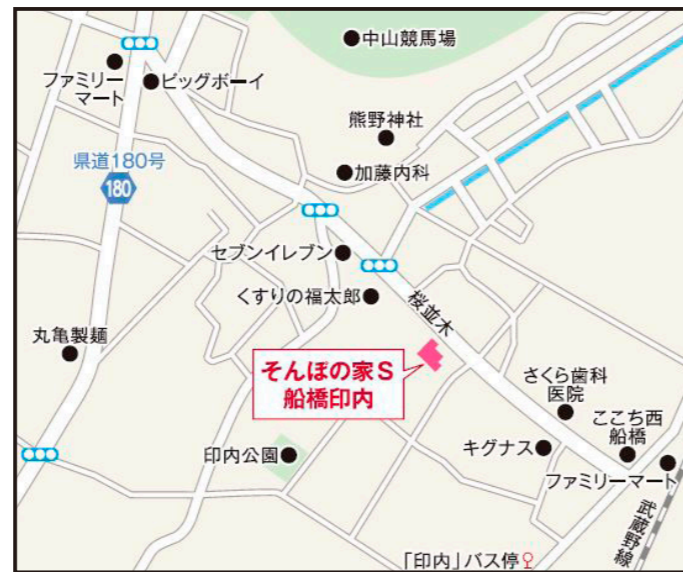 中山競馬場
ファミリー
マート
ビッグボーイ
熊野神社
県道180号
180
加藤内科
セブンイレブン
くすりの福太郎
桜並木
丸亀製麺
そんぽの家S
船橋印内
さくら歯科
医院
ここち西
船橋
キグナス
印内公園
ファミリーマート
武蔵野線
「印内」バス停